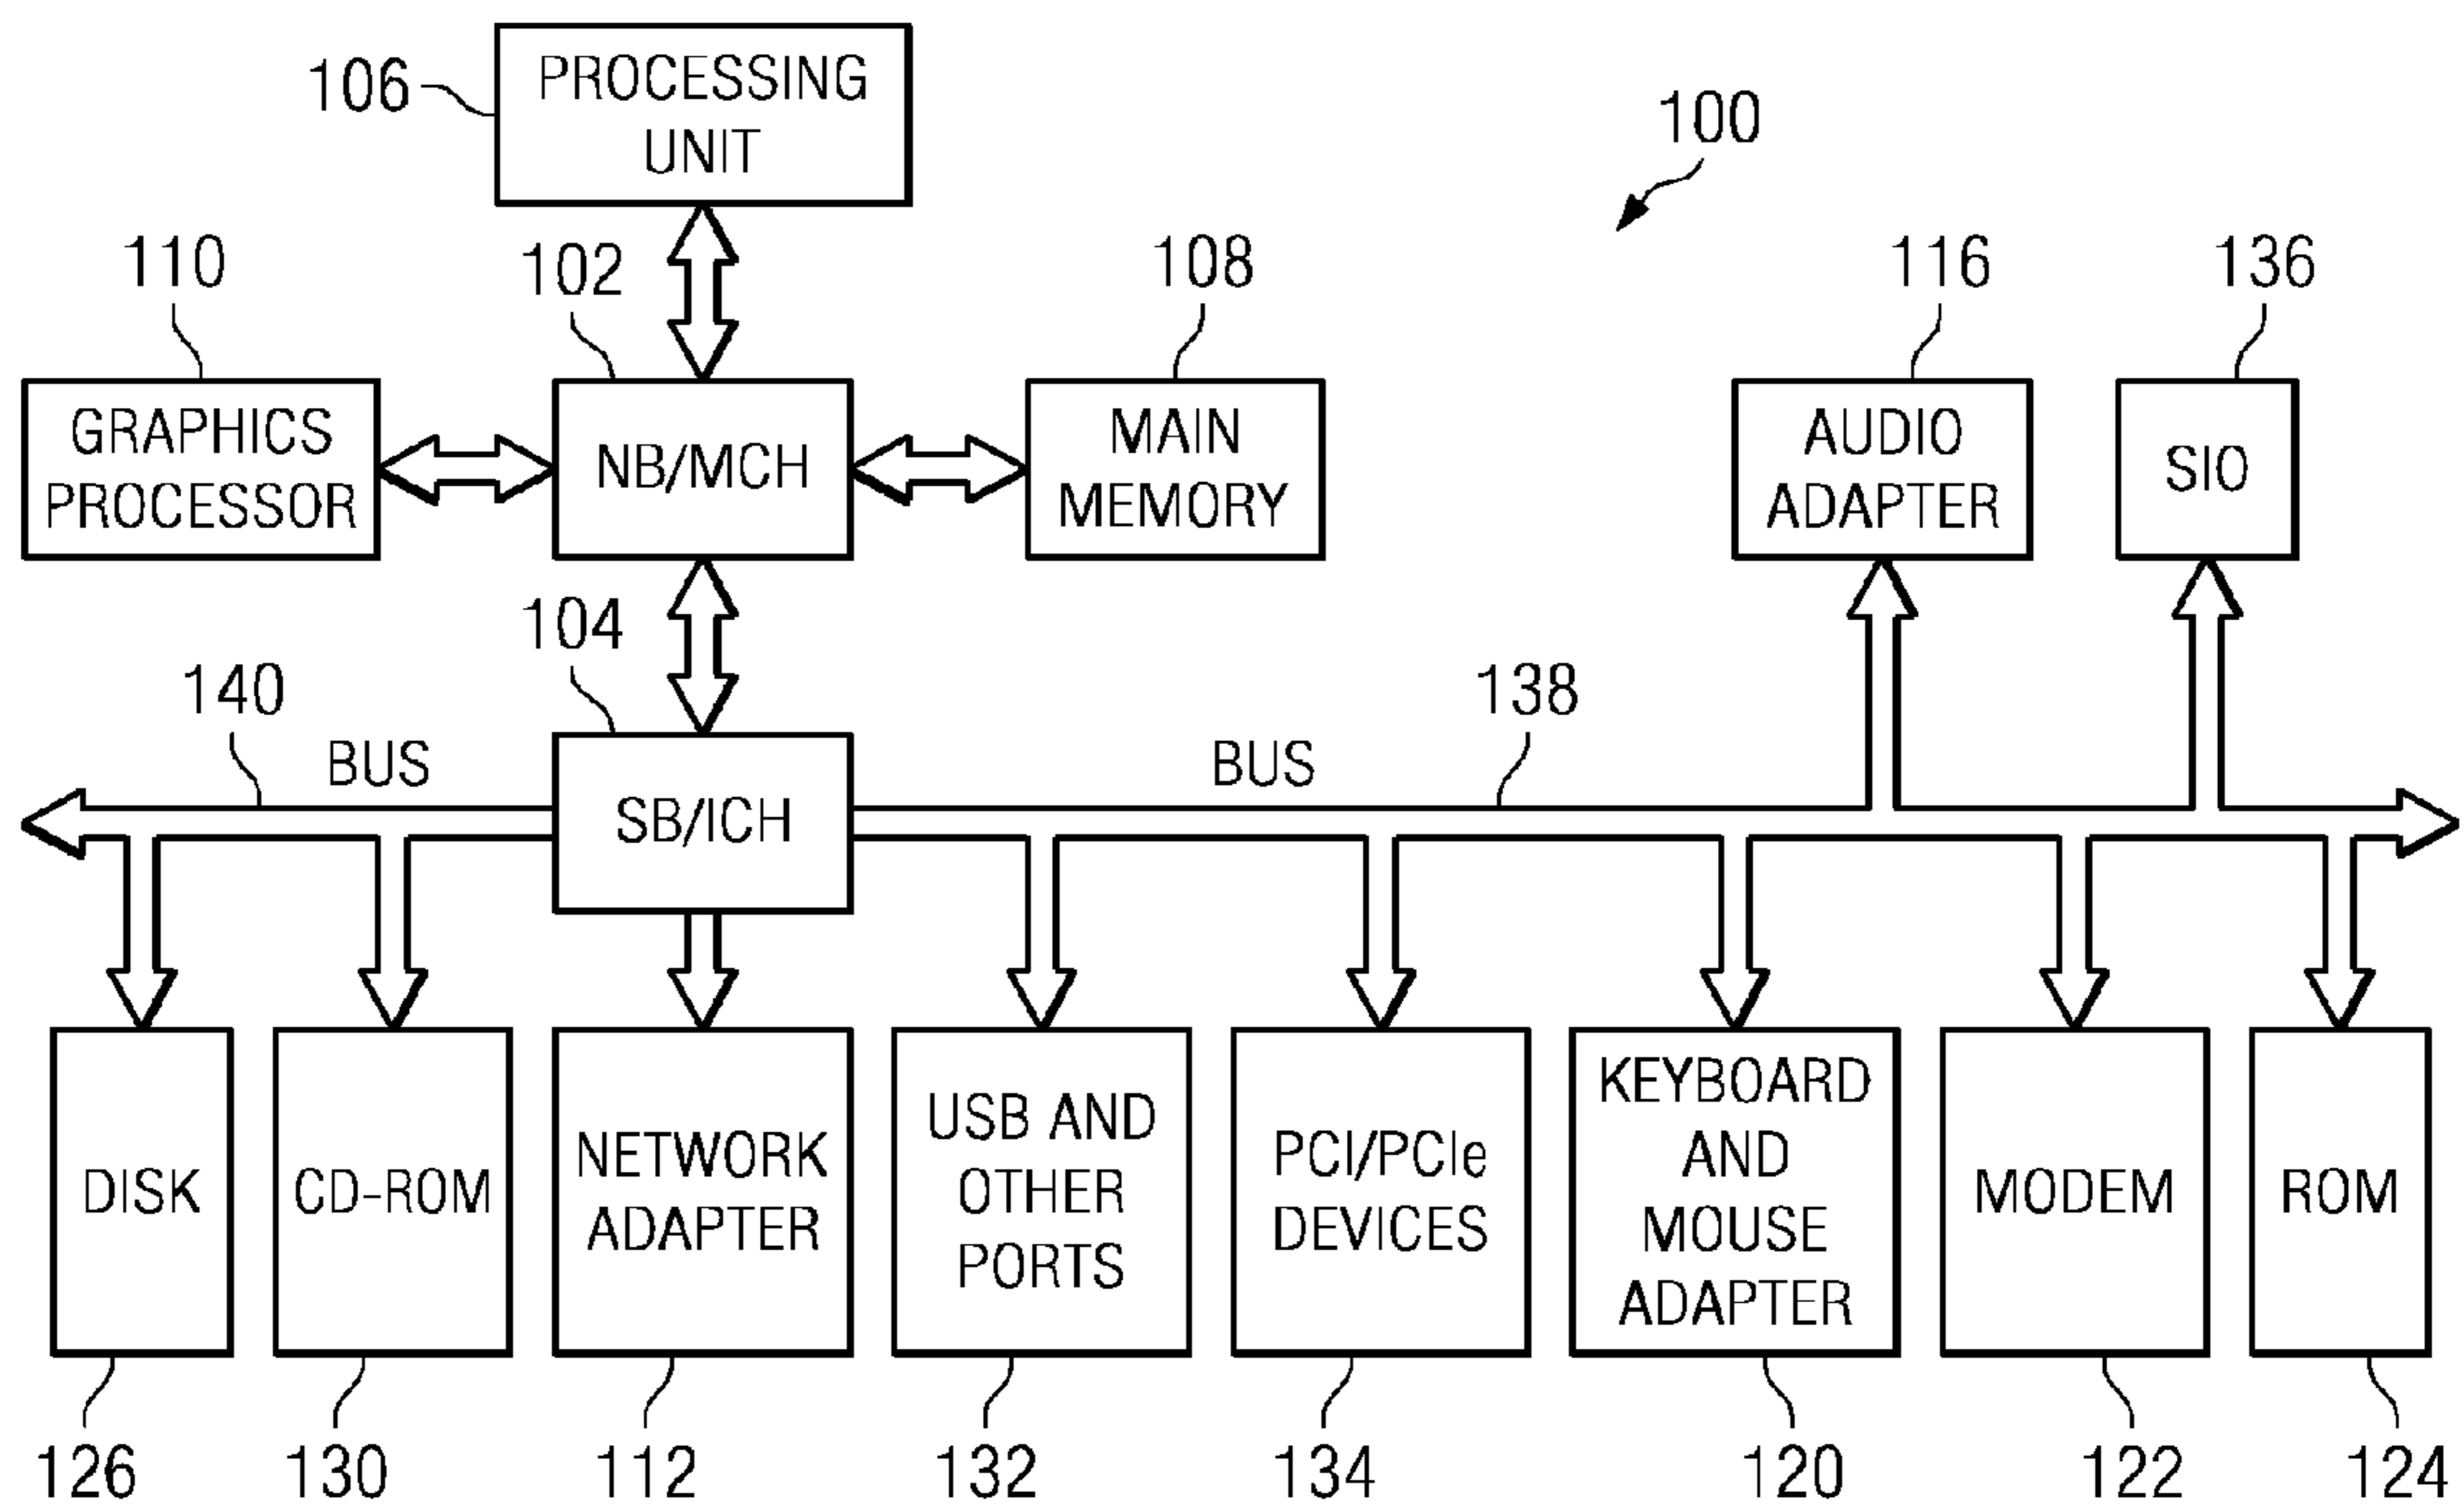 106
PROCESSING
UNIT
100
110
102
108
116
136
GRAPHICS
PROCESSOR
NB/MCH
MAIN
MEMORY
AUDIO
ADAPTER
SIO
104
140
138
BUS
BUS
SB/ICH
DISK
CD-ROM
NETWORK
ADAPTER
USB AND
OTHER
PORTS
PCI/PCIe
DEVICES
KEYBOARD
AND
MOUSE
ADAPTER
MODEM
ROM
126
130
112
132
134
120
122
124